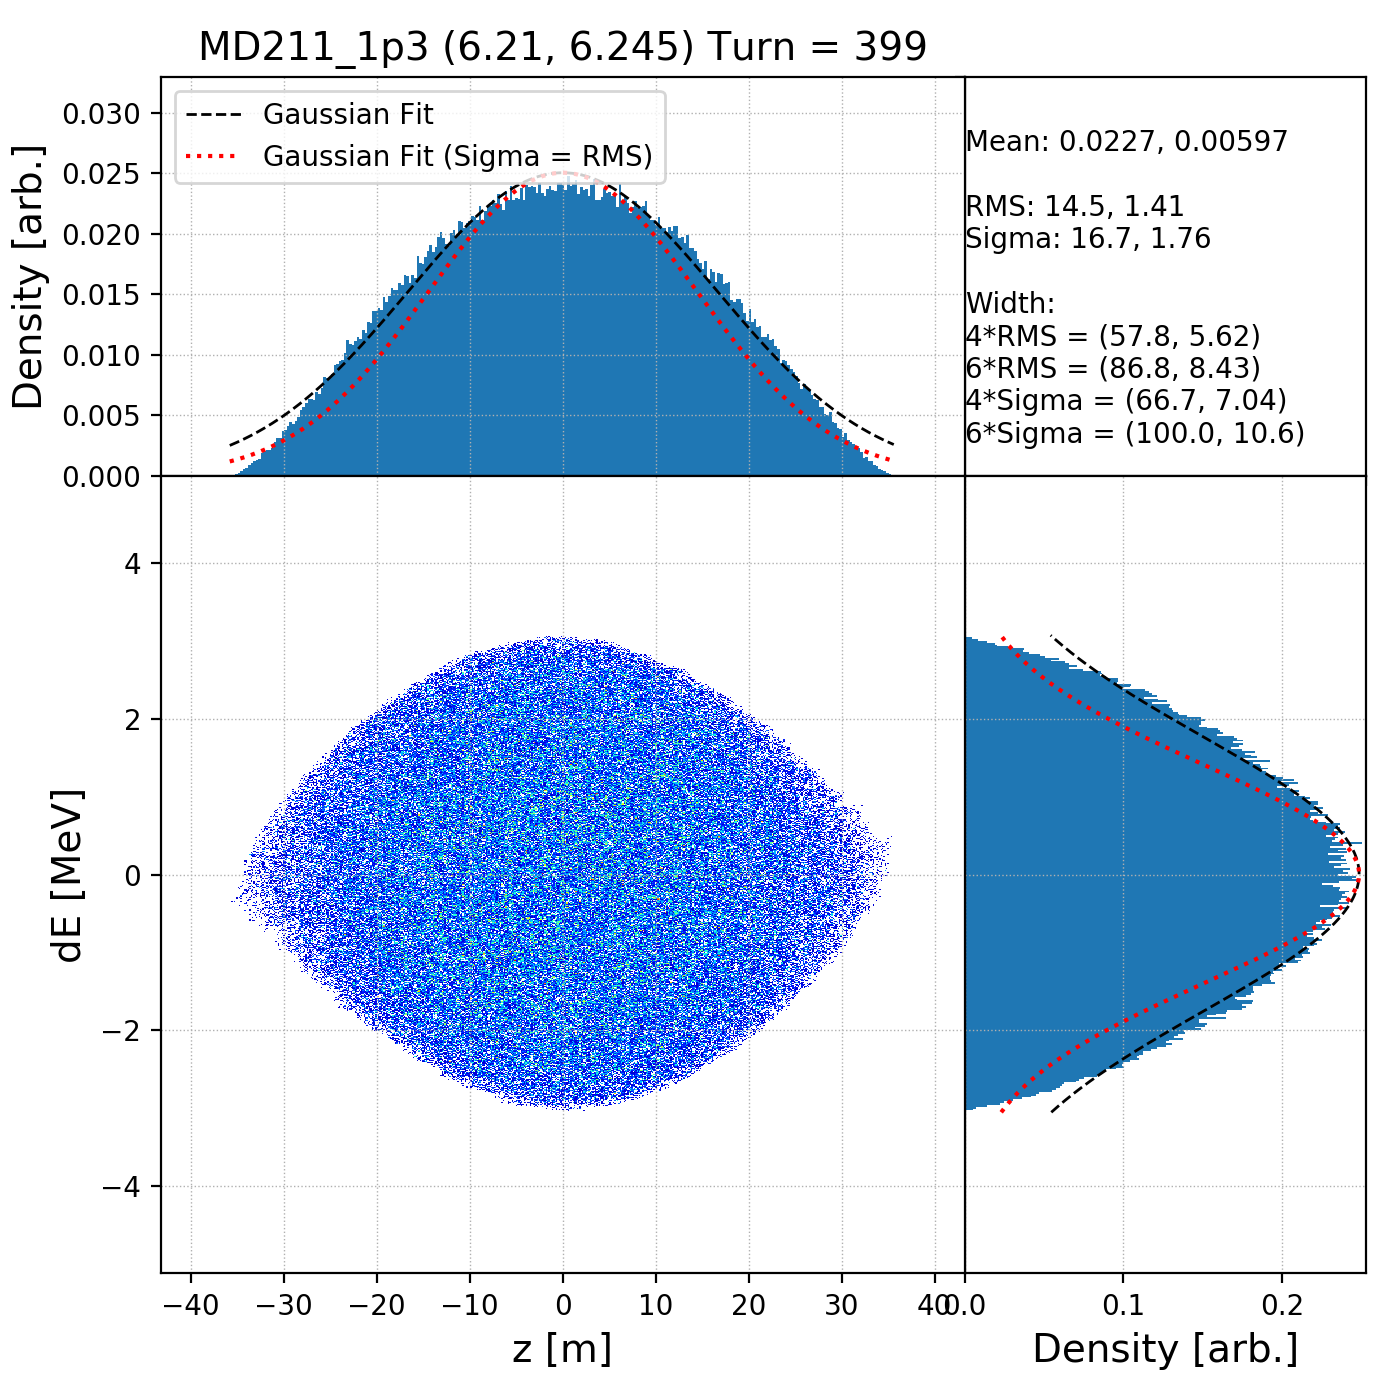 MD211_1p3 (6.21, 6.245) Turn = 399
Gaussian Fit
Gaussian Fit (Sigma = RMS)
Density [arb.]
0.030
0.025
0.020
0.015
0.010
0.005
0.000
Mean: 0.0227, 0.00597
RMS: 14.5, 1.41
Sigma: 16.7, 1.76
Width:
4*RMS = (57.8, 5.62)
6*RMS = (86.8, 8.43)
4*Sigma = (66.7, 7.04)
6*Sigma = (100.0, 10.6)
dE [MeV]
4
2
0
−2
−4
−40 −30 −20 −10 0 10 20 30 40
z [m]
0.0 0.1 0.2
Density [arb.]